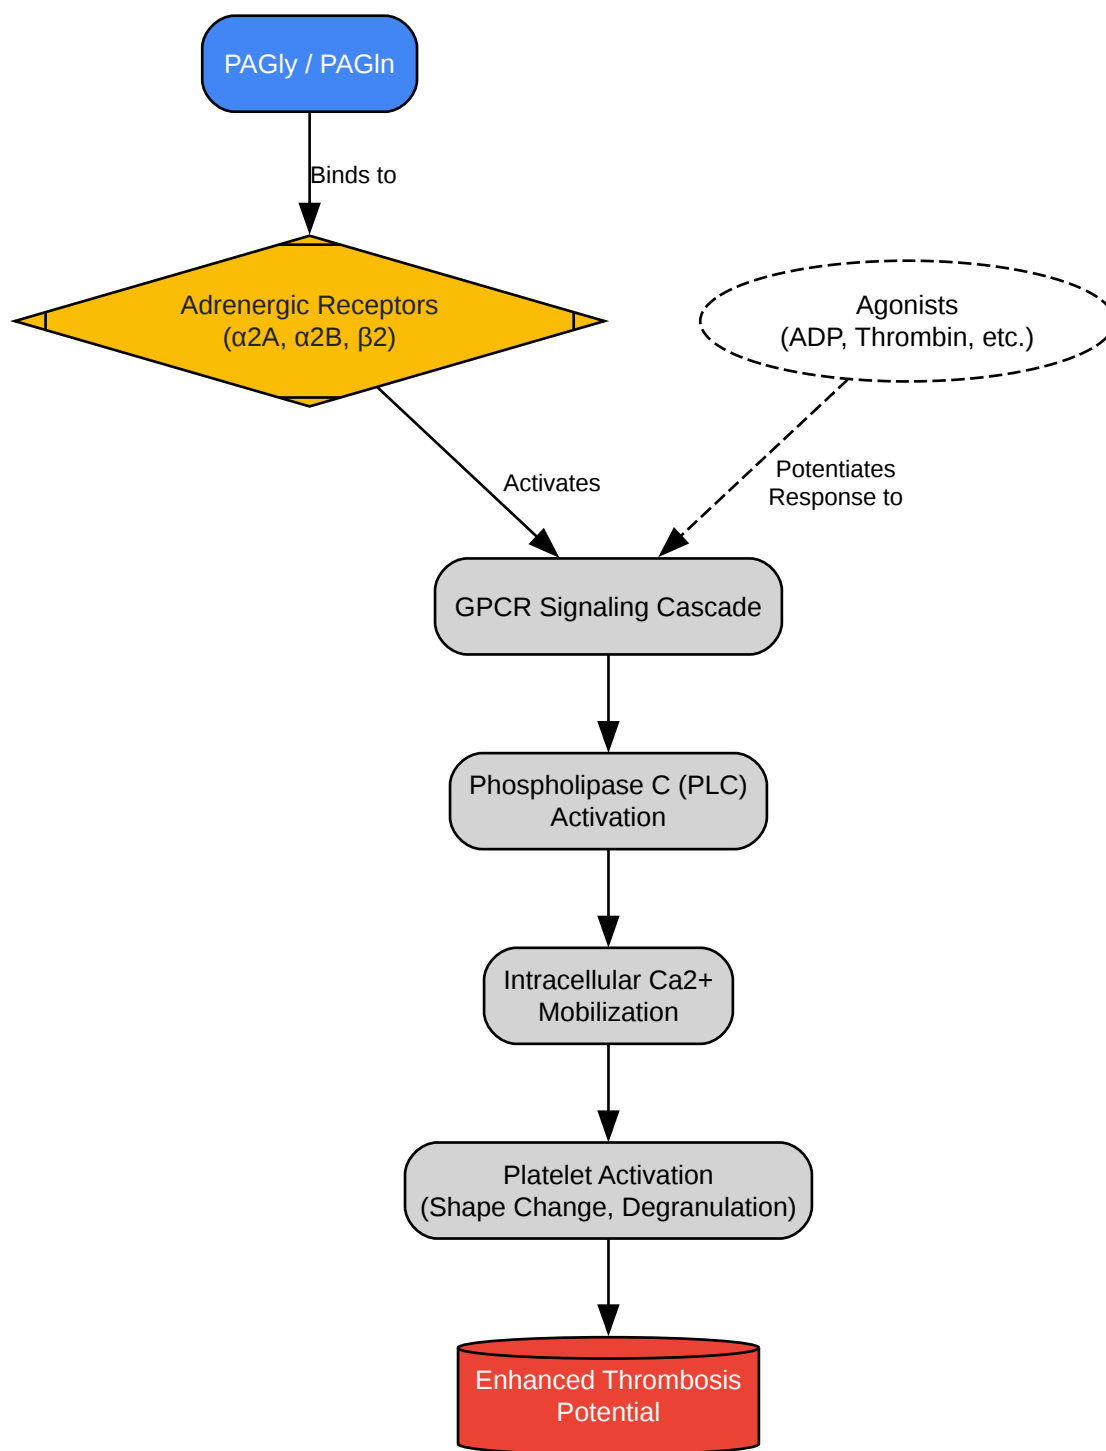 PAGly / PAGln
Binds to
Adrenergic Receptors
(α2A, α2B, β2)
Agonists
(ADP, Thrombin, etc.)
Activates
Potentiates
Response to
GPCR Signaling Cascade
Phospholipase C (PLC)
Activation
Intracellular Ca2+
Mobilization
Platelet Activation
(Shape Change, Degranulation)
Enhanced Thrombosis
Potential